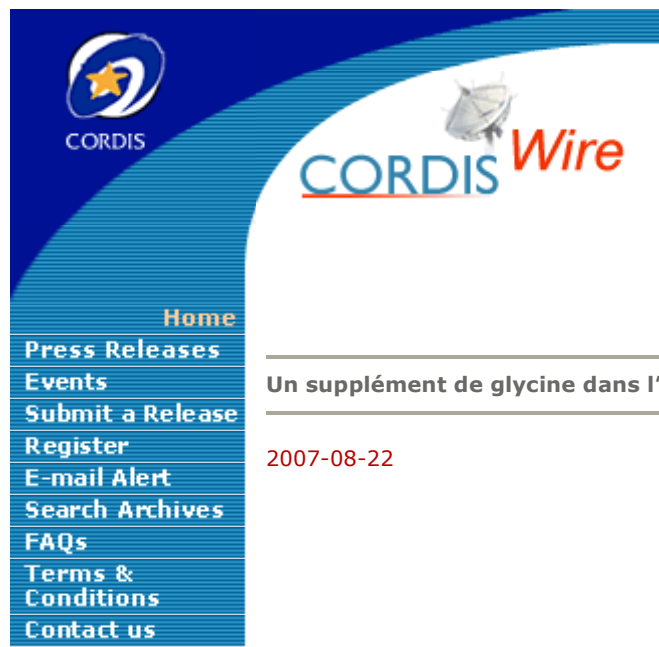 CORDIS
CORDIS Wire
Home
Press Releases
Events
Submit a Release
Register
E-mail Alert
Search Archives
FAQs
Terms &
Conditions
Contact us
Un supplément de glycine dans l’
2007-08-22